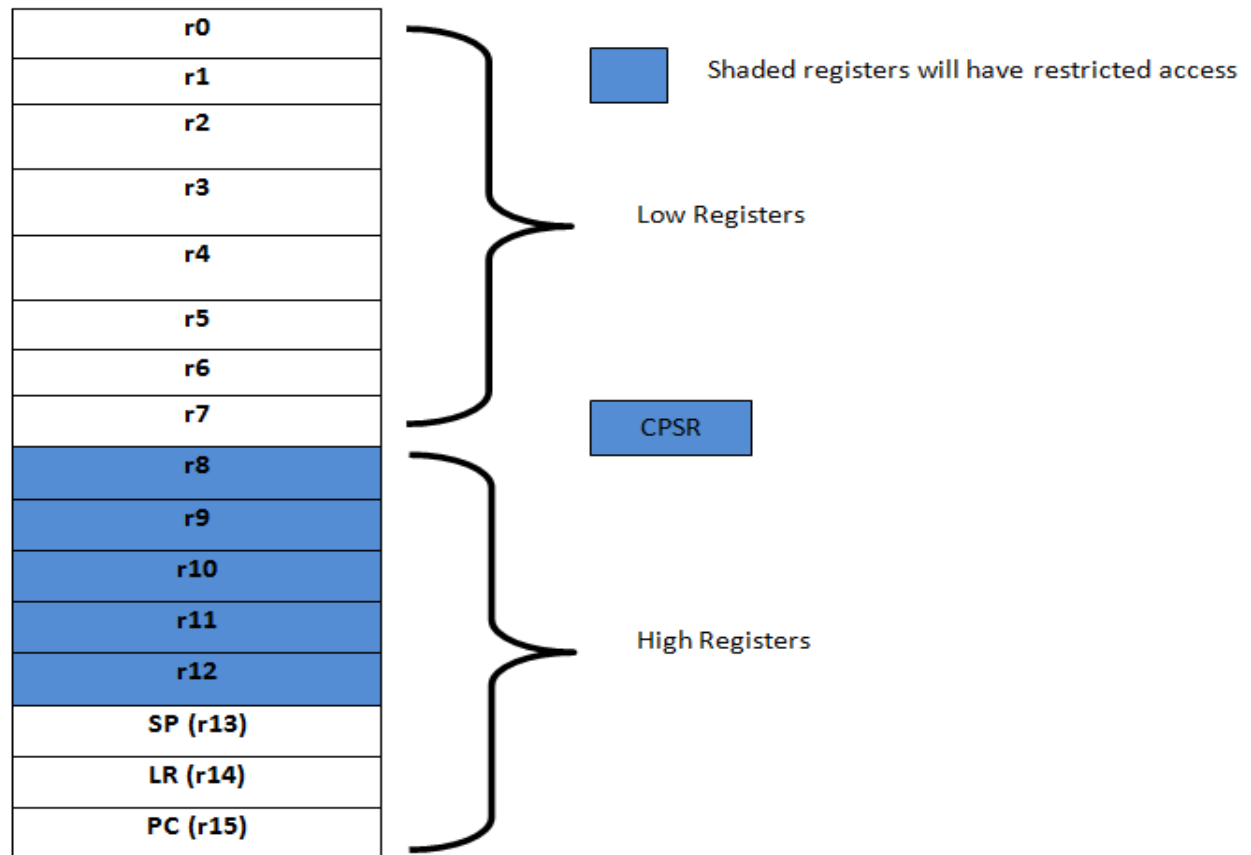 r0
r1
r2
r3
r4
r5
r6
r7
r8
r9
r10
r11
r12
SP (r13)
LR (r14)
PC (r15)
Shaded registers will have restricted access
Low Registers
CPSR
High Registers